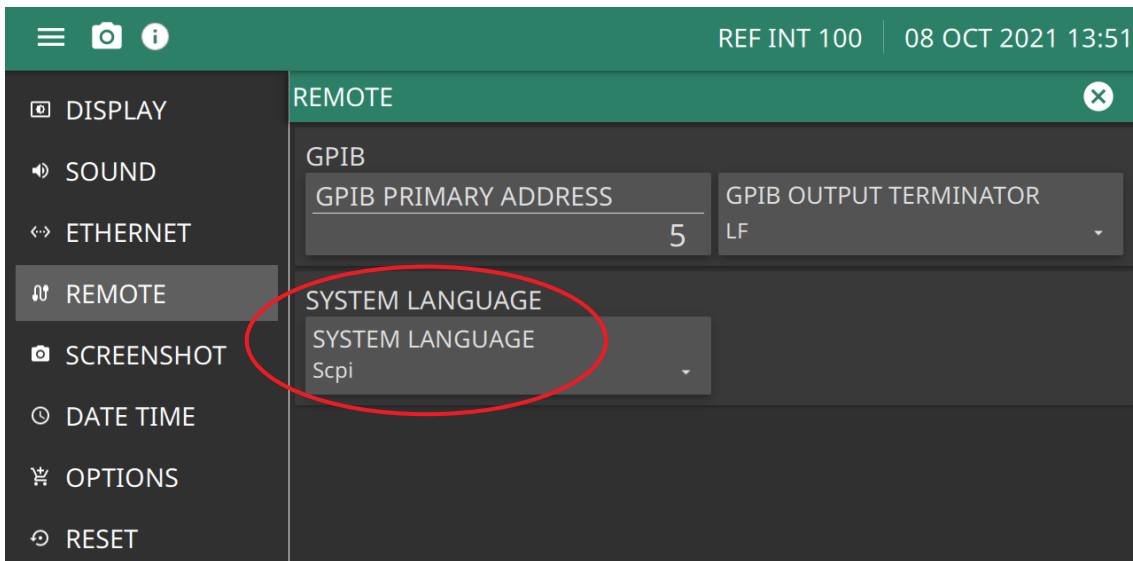 REF INT 100 08 OCT 2021 13:51
DISPLAY
SOUND
ETHERNET
REMOTE
SCREENSHOT
DATE TIME
OPTIONS
RESET
REMOTE
GPIB
GPIB PRIMARY ADDRESS
5
GPIB OUTPUT TERMINATOR
LF
SYSTEM LANGUAGE
SYSTEM LANGUAGE
Scpi